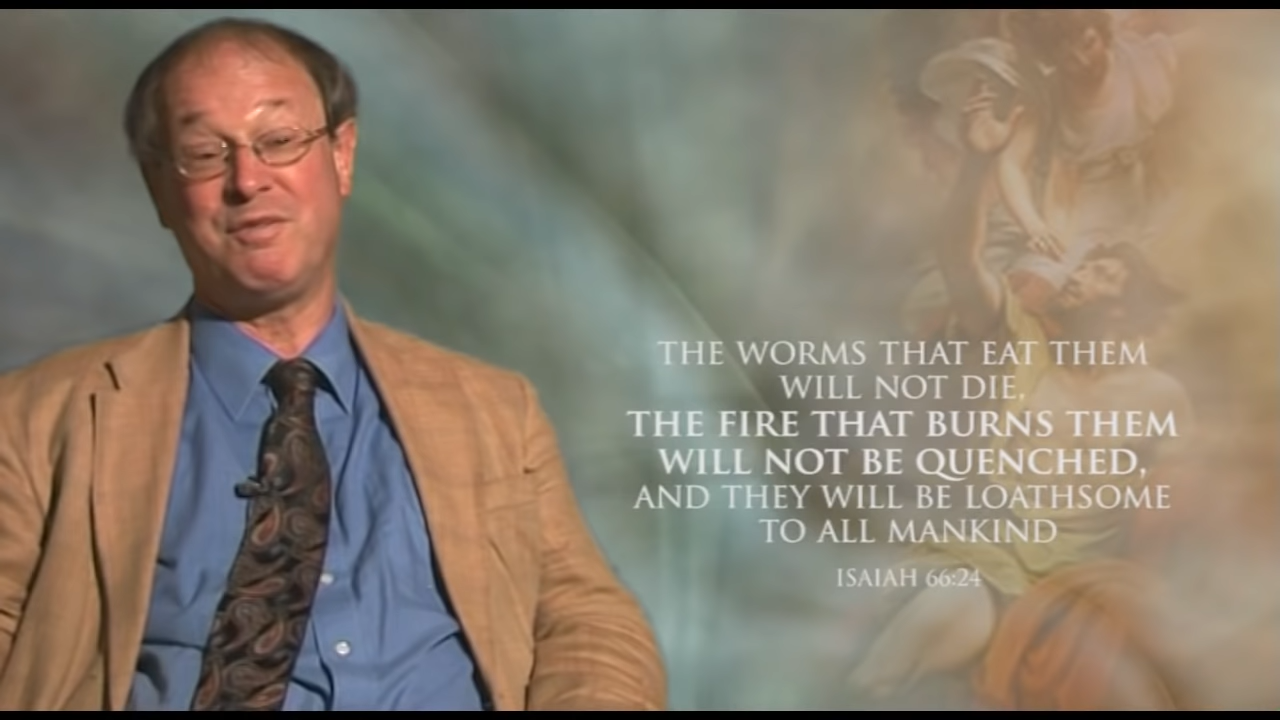 THE WORMS THAT EAT THEM
WILL NOT DIE,
THE FIRE THAT BURNS THEM
WILL NOT BE QUENCHED,
AND THEY WILL BE LOATHSOME
TO ALL MANKIND
ISAIAH 66:24